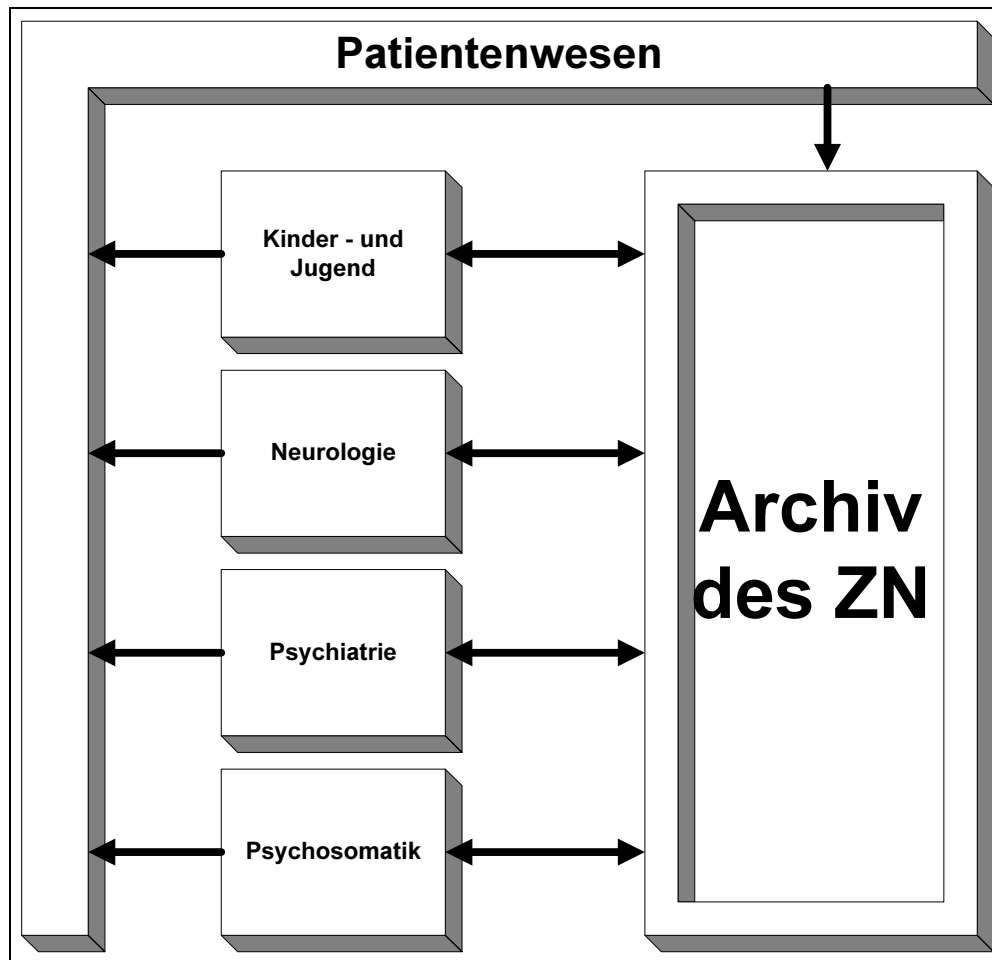 Patientenwesen
Kinder - und
Jugend
Neurologie
Archiv
des ZN
Psychiatrie
Psychosomatik